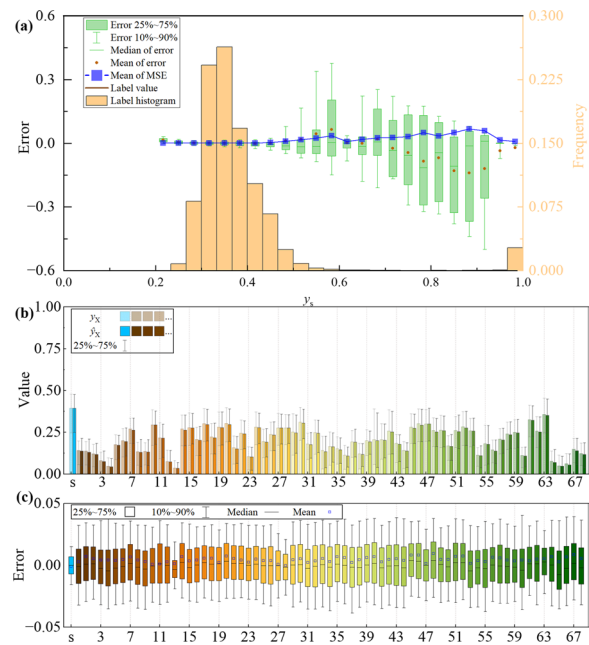 (a)
0.6
0.3
0.0
−0.3
−0.6
Error
Error 25%~75%
Error 10%~90%
Median of error
Mean of error
Mean of MSE
Label value
Label histogram
0.300
0.225
0.150
0.075
0.000
Frequency
0.0 0.2 0.4 0.6 0.8 1.0
ys
(b)
1.00
0.75
0.50
0.25
0.00
Value
yX ...
ŷX ...
25%~75%
s 3 7 11 15 19 23 27 31 35 39 43 47 51 55 59 63 67
(c)
0.05
0.00
−0.05
Error
25%~75% 10%~90% Median Mean
s 3 7 11 15 19 23 27 31 35 39 43 47 51 55 59 63 67